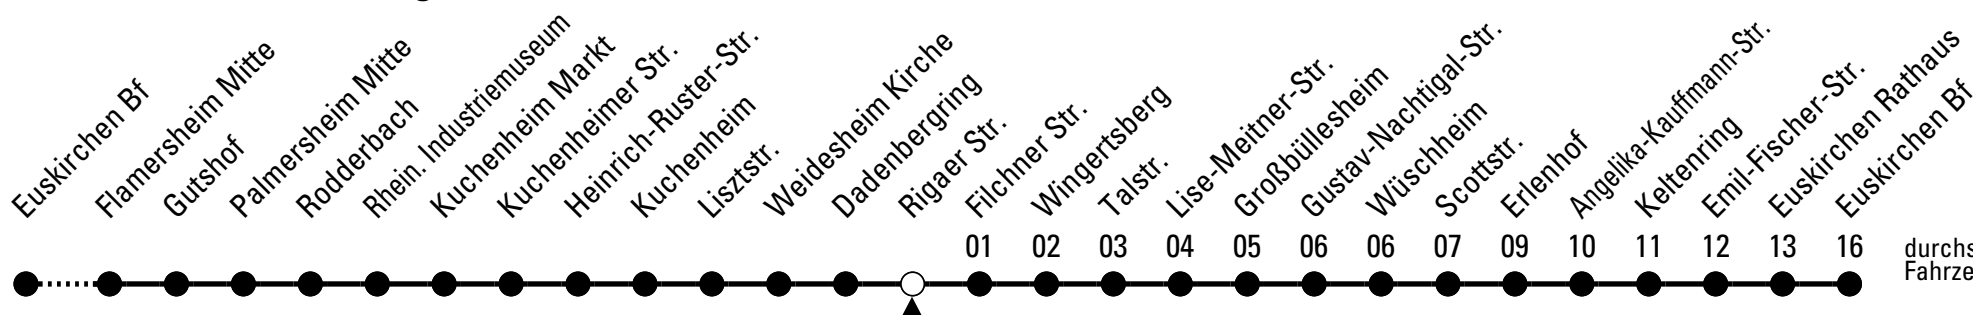 Euskirchen Bf
Flamersheim Mitte
Gutshof
Palmersheim Mitte
Rodderbach
Rhein. Industriemuseum
Kuchenheim Markt
Kuchenheimer Str.
Heinrich-Ruster-Str.
Kuchenheim
Lisztstr.
Weidesheim Kirche
Dadenbergring
Rigaer Str.
Filchner Str.
Wingertsberg
Talstr.
Lise-Meitner-Str.
Großbüllesheim
Gustav-Nachtigal-Str.
Wüschheim
Scottstr.
Erlenhof
Angelika-Kauffmann-Str.
Keltenring
Emil-Fischer-Str.
Euskirchen Rathaus
Euskirchen Bf
01 02 03 04 05 06 06 07 09 10 11 12 13 16
durchs
Fahrze